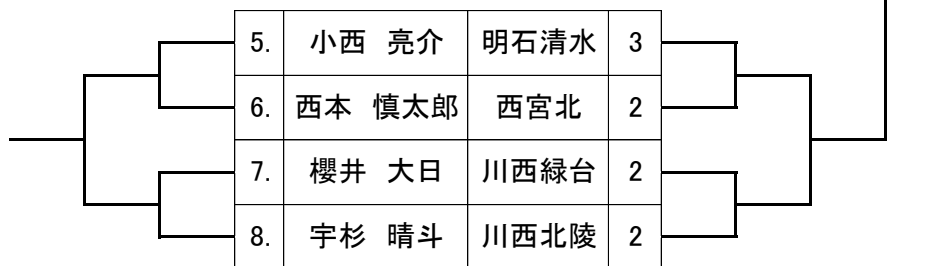 5. 小西 亮介 明石清水 3
6. 西本 慎太郎 西宮北 2
7. 櫻井 大日 川西緑台 2
8. 宇杉 晴斗 川西北陵 2